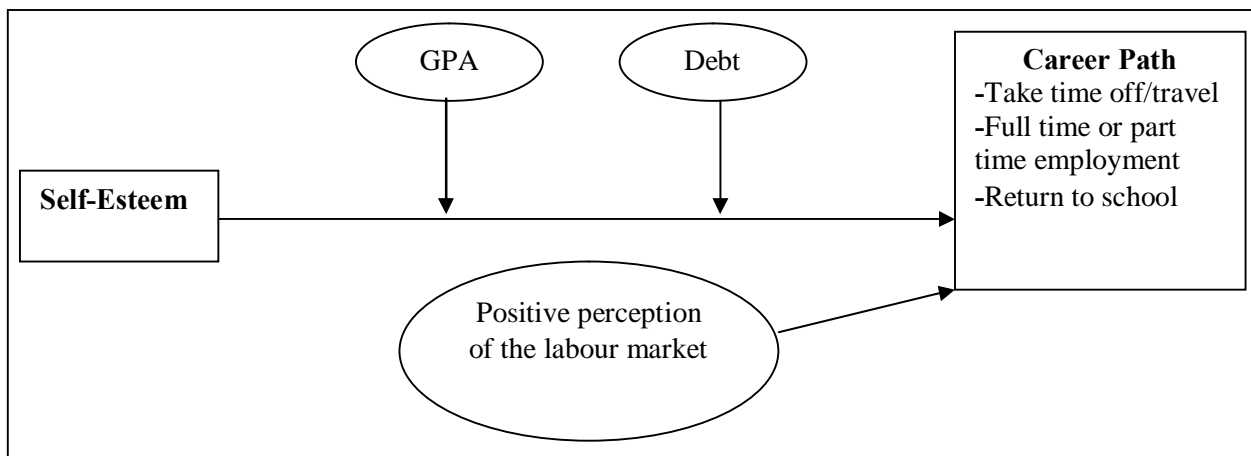 GPA
Debt
Career Path
-Take time off/travel
-Full time or part
time employment
-Return to school
Self-Esteem
Positive perception
of the labour market